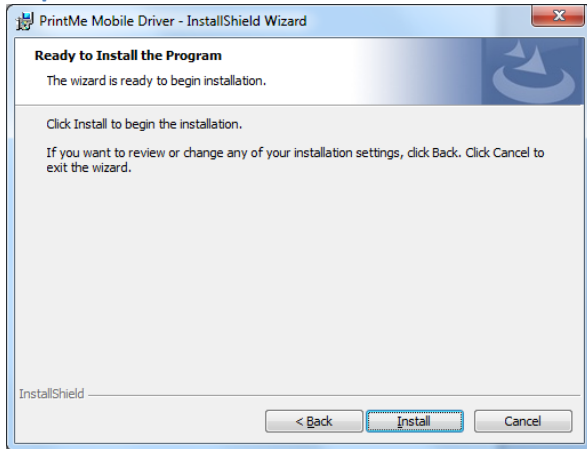 PrintMe Mobile Driver - InstallShield Wizard
Ready to Install the Program
The wizard is ready to begin installation.
Click Install to begin the installation.
If you want to review or change any of your installation settings, click Back. Click Cancel to
exit the wizard.
InstallShield
< Back Install Cancel